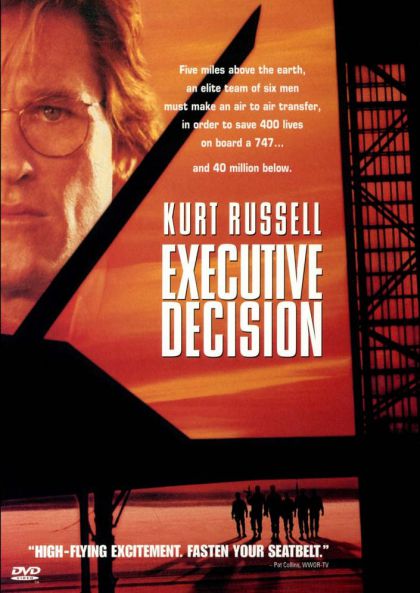 Five miles above the earth,
an elite team of six men
must make an air to air transfer,
in order to save 400 lives
on board a 747...
and 40 million below.
KURT RUSSELL
EXECUTIVE
DECISION
"HIGH-FLYING EXCITEMENT. FASTEN YOUR SEATBELT."
– Pat Collins, WWOR-TV
DVD
VIDEO